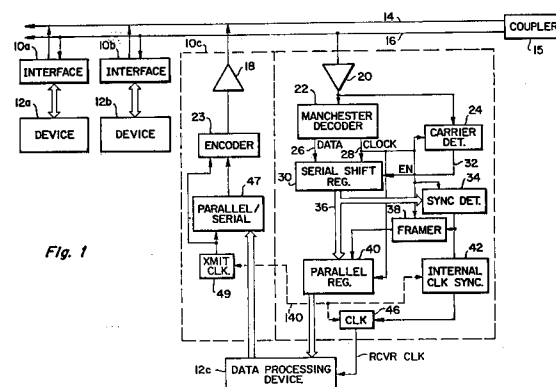 14
16
COUPLER
15
10a
10b
10c
INTERFACE
INTERFACE
18
20
12a
12b
DEVICE
DEVICE
22
MANCHESTER DECODER
24
CARRIER DET.
23
ENCODER
26
DATA
28
CLOCK
32
EN
30
SERIAL SHIFT REG.
34
SYNC DET.
47
PARALLEL/SERIAL
36
38
FRAMER
Fig. 1
40
PARALLEL REG.
42
INTERNAL CLK SYNC.
XMIT CLK.
49
140
46
CLK
12c
DATA PROCESSING DEVICE
RCVR CLK